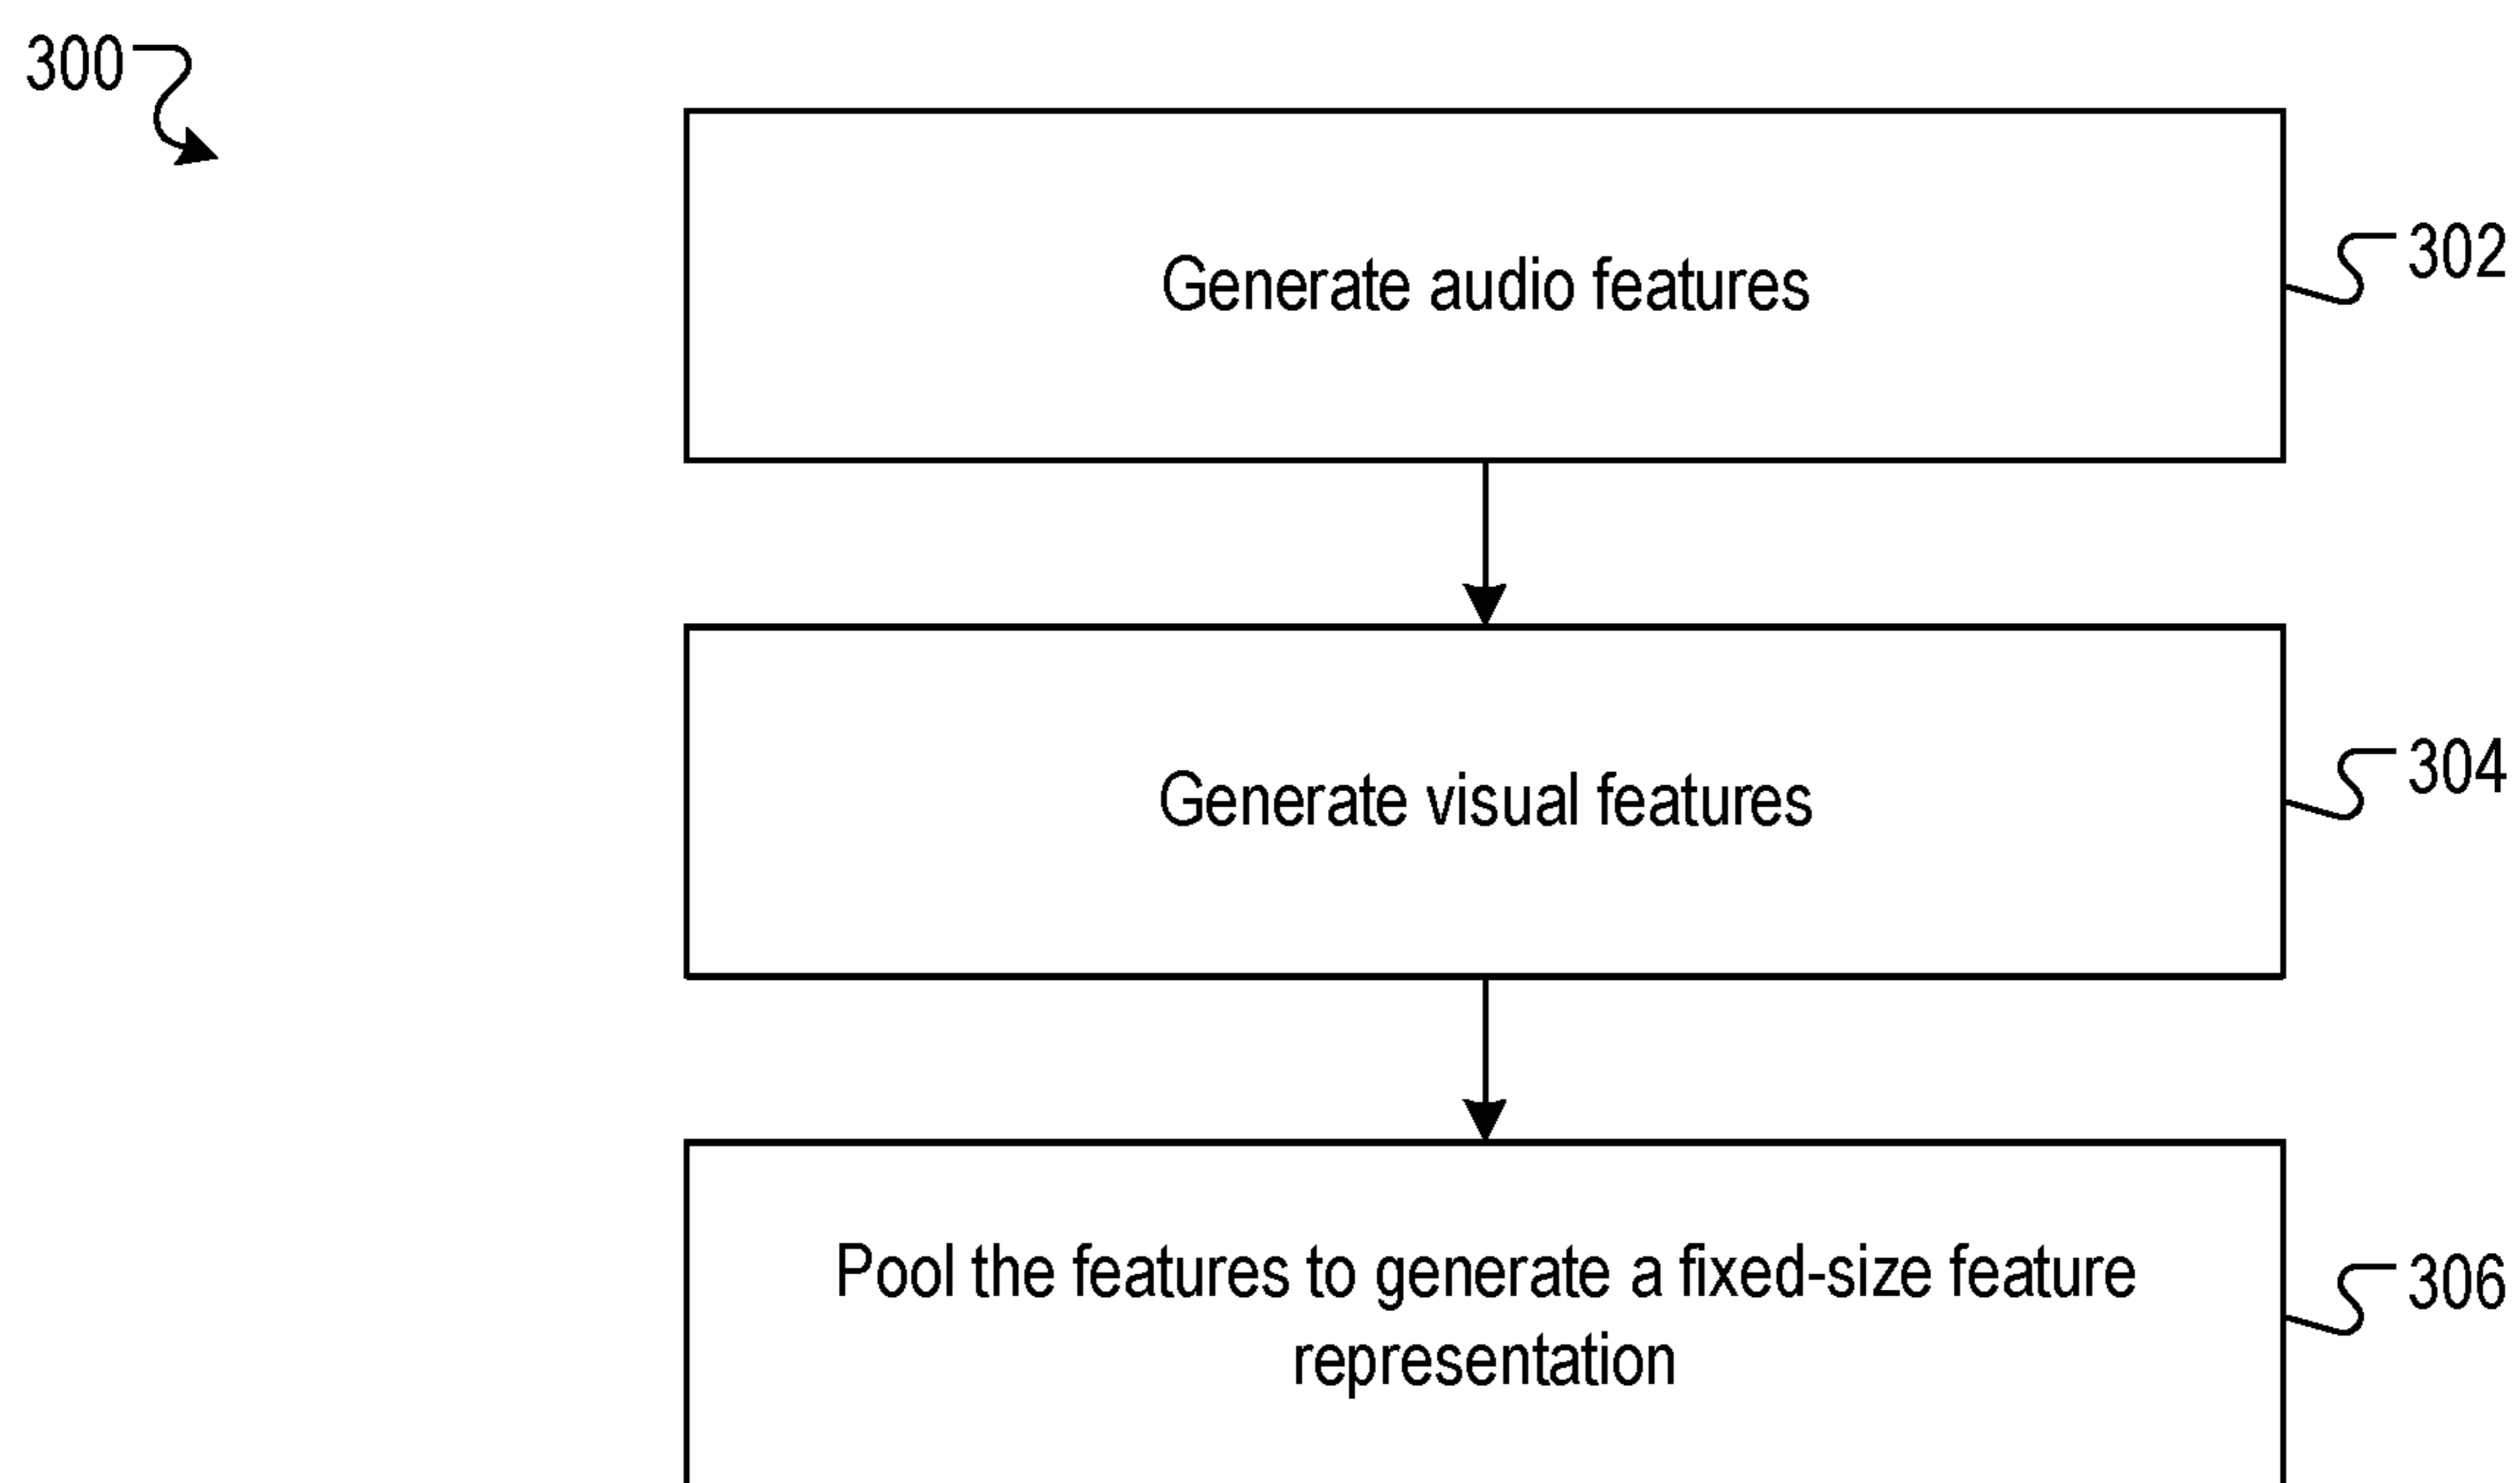 300
Generate audio features
302
Generate visual features
304
Pool the features to generate a fixed-size feature
representation
306